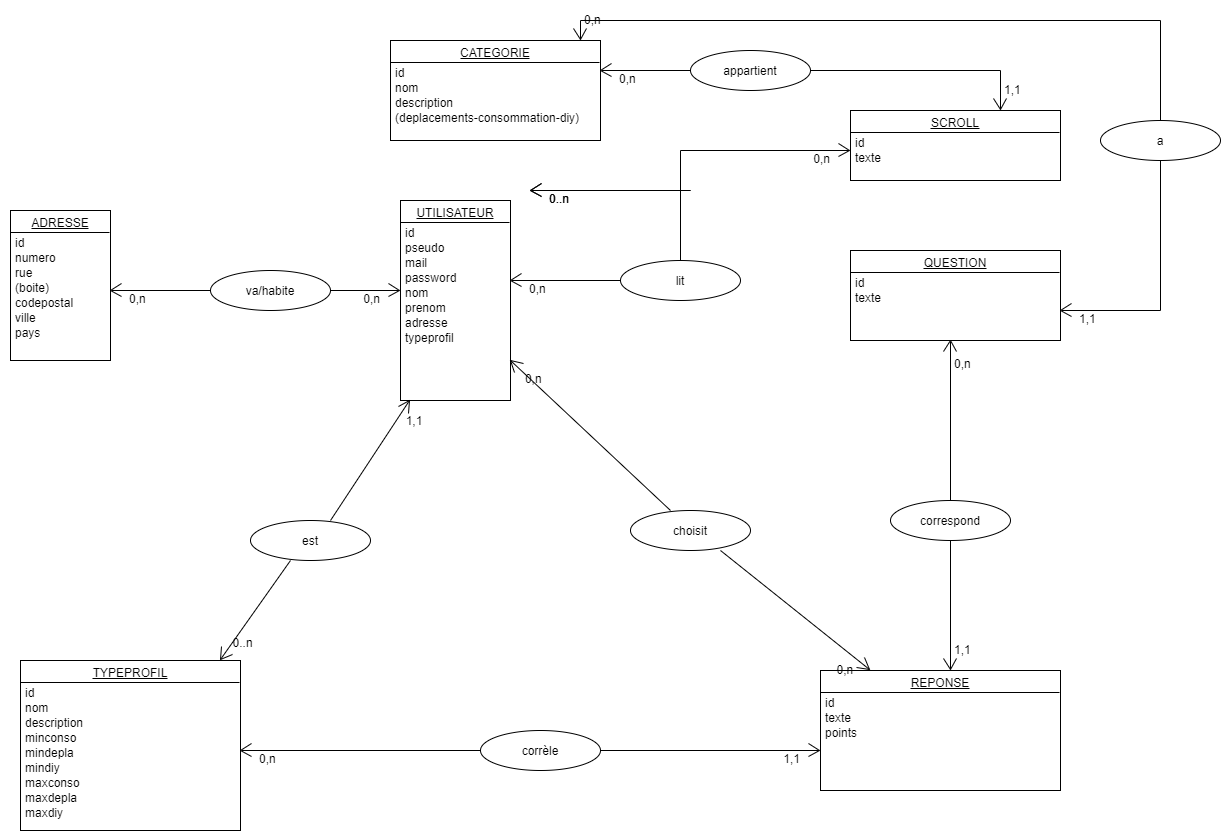 0,n
CATEGORIE
id
nom
description
(deplacements-consommation-diy)
0,n
appartient
1,1
SCROLL
id
texte
a
0,n
0..n
ADRESSE
id
numero
rue
(boite)
codepostal
ville
pays
0,n
va/habite
0,n
UTILISATEUR
id
pseudo
mail
password
nom
prenom
adresse
typeprofil
0,n
lit
QUESTION
id
texte
1,1
0,n
0,n
1,1
est
choisit
correspond
0..n
0,n
1,1
TYPEPROFIL
id
nom
description
minconso
mindepla
mindiy
maxconso
maxdepla
maxdiy
0,n
corrèle
1,1
REPONSE
id
texte
points